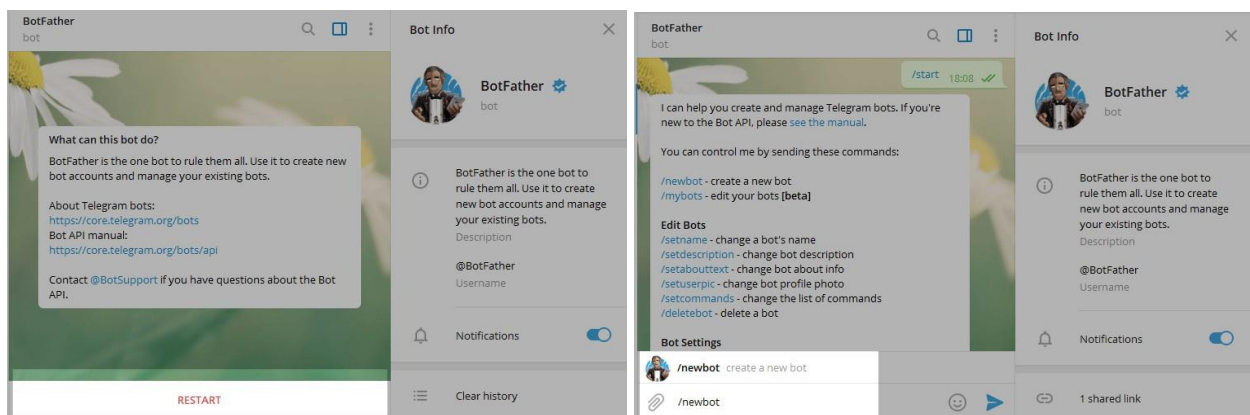 BotFather
bot
What can this bot do?
BotFather is the one bot to rule them all. Use it to create new
bot accounts and manage your existing bots.
About Telegram bots:
https://core.telegram.org/bots
Bot API manual:
https://core.telegram.org/bots/api
Contact @BotSupport if you have questions about the Bot
API.
RESTART
Bot Info
BotFather
bot
BotFather is the one bot to
rule them all. Use it to create
new bot accounts and manage
your existing bots.
Description
@BotFather
Username
Notifications
Clear history
BotFather
bot
/start 18:08
I can help you create and manage Telegram bots. If you're
new to the Bot API, please see the manual.
You can control me by sending these commands:
/newbot - create a new bot
/mybots - edit your bots [beta]
Edit Bots
/setname - change a bot's name
/setdescription - change bot description
/setabouttext - change bot about info
/setuserpic - change bot profile photo
/setcommands - change the list of commands
/deletebot - delete a bot
Bot Settings
/newbot create a new bot
/newbot
Bot Info
BotFather
bot
BotFather is the one bot to
rule them all. Use it to create
new bot accounts and manage
your existing bots.
Description
@BotFather
Username
Notifications
1 shared link